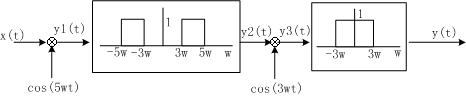 x(t) y1(t) 1 y2(t) y3(t) 1 y(t)
-5w -3w 3w 5w w -3w 3w w
cos(5wt) cos(3wt)